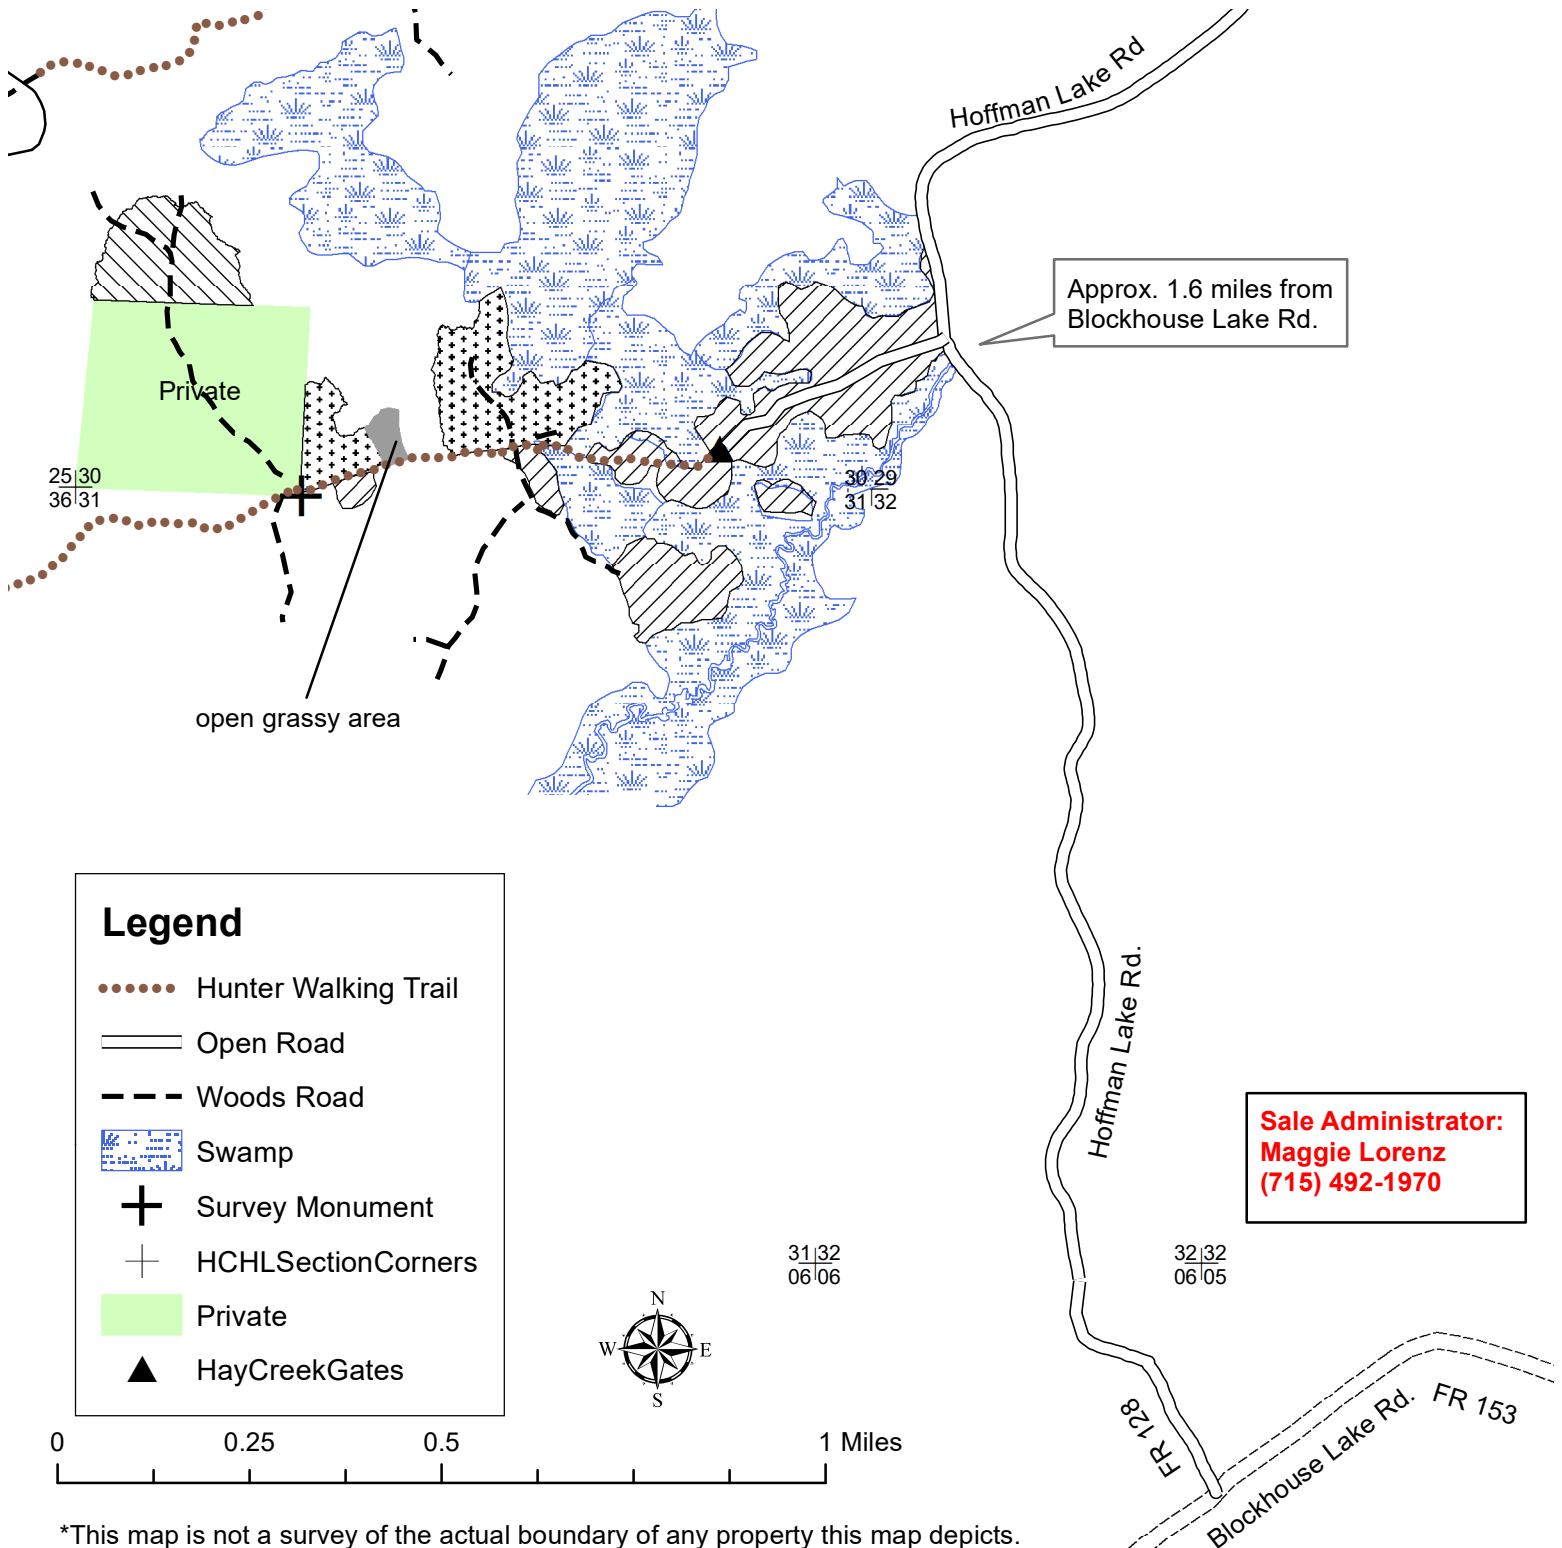 Hoffman Lake Rd
Approx. 1.6 miles from
Blockhouse Lake Rd.
Private
25 30
36 31
30 29
31 32
open grassy area
Legend
Hunter Walking Trail
Open Road
Woods Road
Swamp
Survey Monument
HCHLSectionCorners
Private
HayCreekGates
Hoffman Lake Rd.
Sale Administrator:
Maggie Lorenz
(715) 492-1970
31 32
06 06
32 32
06 05
N
W E
S
FR 128
Blockhouse Lake Rd.
FR 153
0 0.25 0.5 1 Miles
*This map is not a survey of the actual boundary of any property this map depicts.